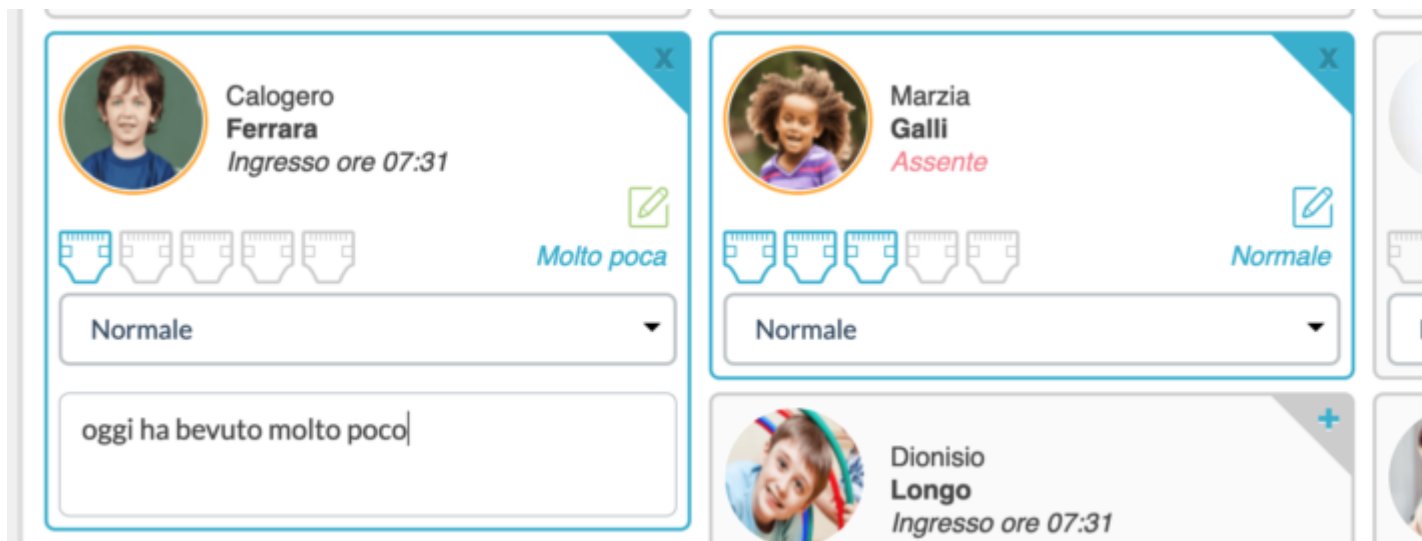 x
Calogero
Ferrara
Ingresso ore 07:31
Molto poca
Normale
oggi ha bevuto molto poco
x
Marzia
Galli
Assente
Normale
Normale
+
Dionisio
Longo
Ingresso ore 07:31